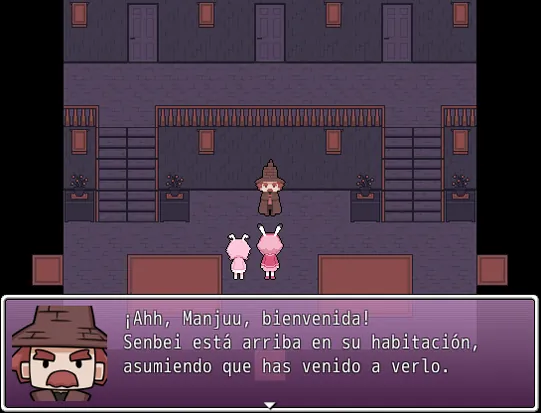 ¡Ahh, Manjuu, bienvenida!
Senbei está arriba en su habitación,
asumiendo que has venido a verlo.